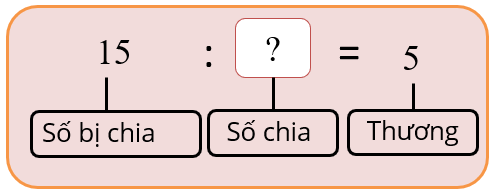 15 : ? = 5
Số bị chia Số chia Thương